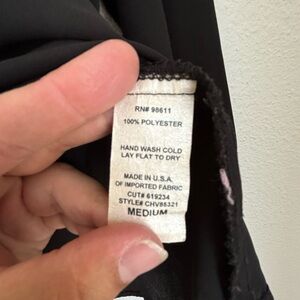 RN# 98611
100% POLYESTER
HAND WASH COLD
LAY FLAT TO DRY
MADE IN U.S.A.
OF IMPORTED FABRIC
CUT# 619234
STYLE# CHV86321
MEDIUM